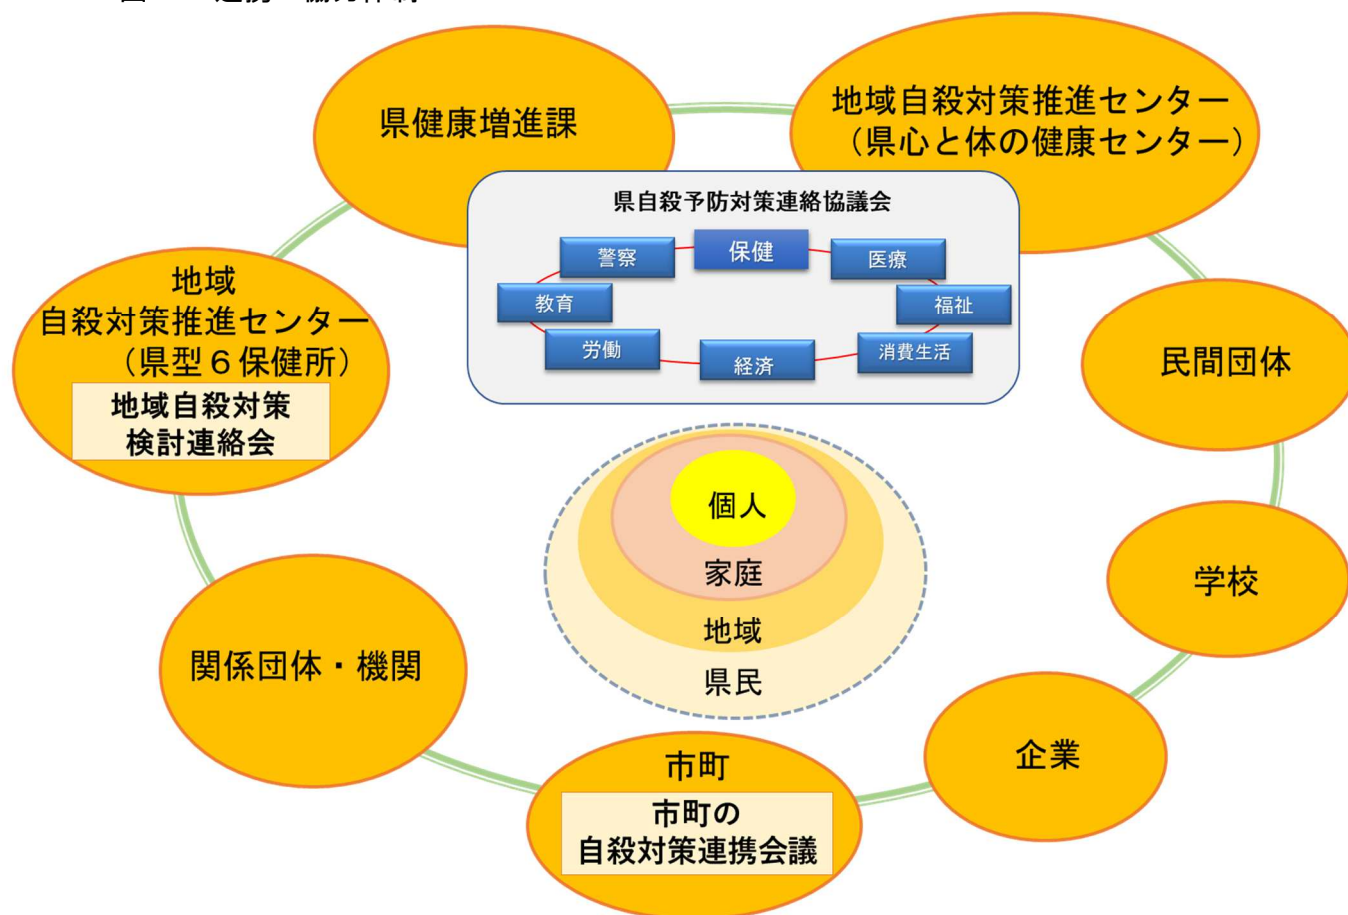 県健康増進課
地域自殺対策推進センター
（県心と体の健康センター）
県自殺予防対策連絡協議会
保健
警察
医療
教育
福祉
労働
経済
消費生活
地域
自殺対策推進センター
（県型６保健所）
地域自殺対策
検討連絡会
民間団体
個人
家庭
地域
県民
学校
関係団体・機関
企業
市町
市町の
自殺対策連携会議